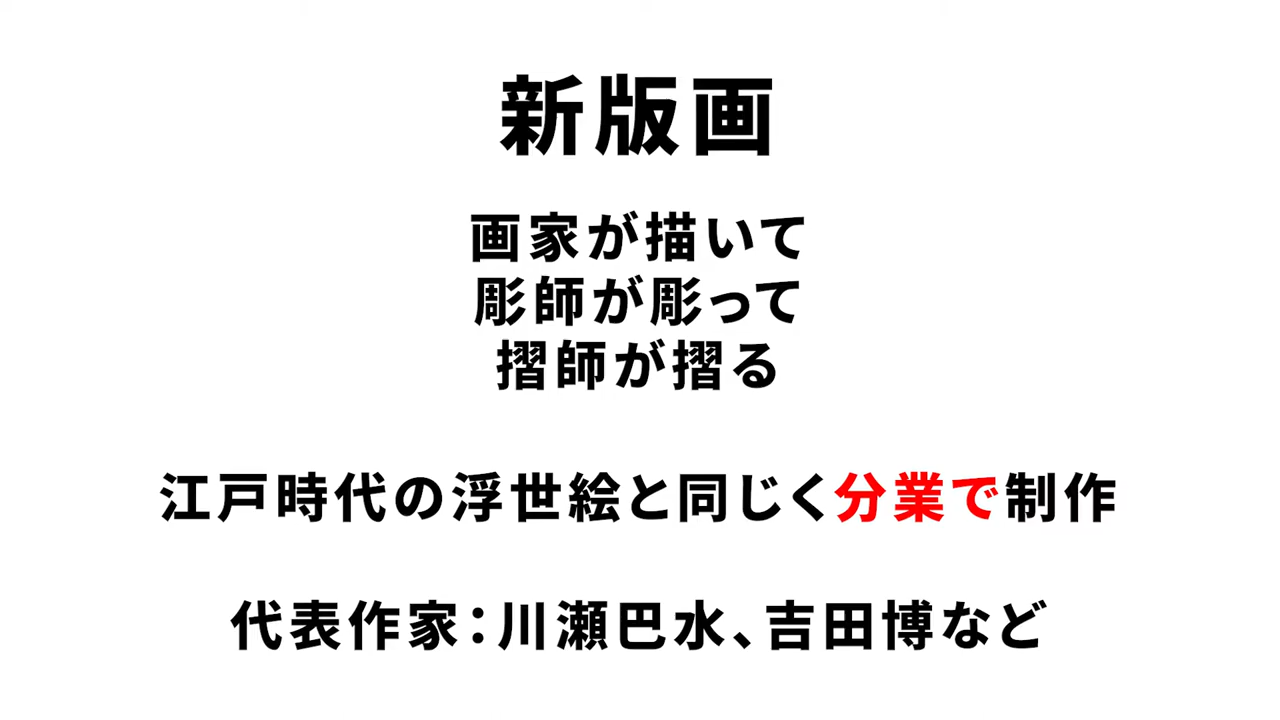 新版画
画家が描いて
彫師が彫って
摺師が摺る
江戸時代の浮世絵と同じく分業で制作
代表作家：川瀬巴水、吉田博など